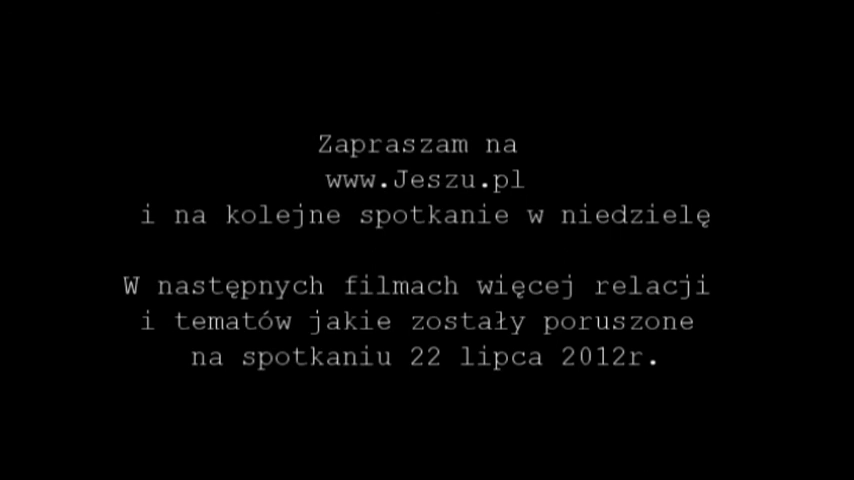 Zapraszam na
www.Jeszu.pl
i na kolejne spotkanie w niedzielę
W następnych filmach więcej relacji
i tematów jakie zostały poruszone
na spotkaniu 22 lipca 2012r.